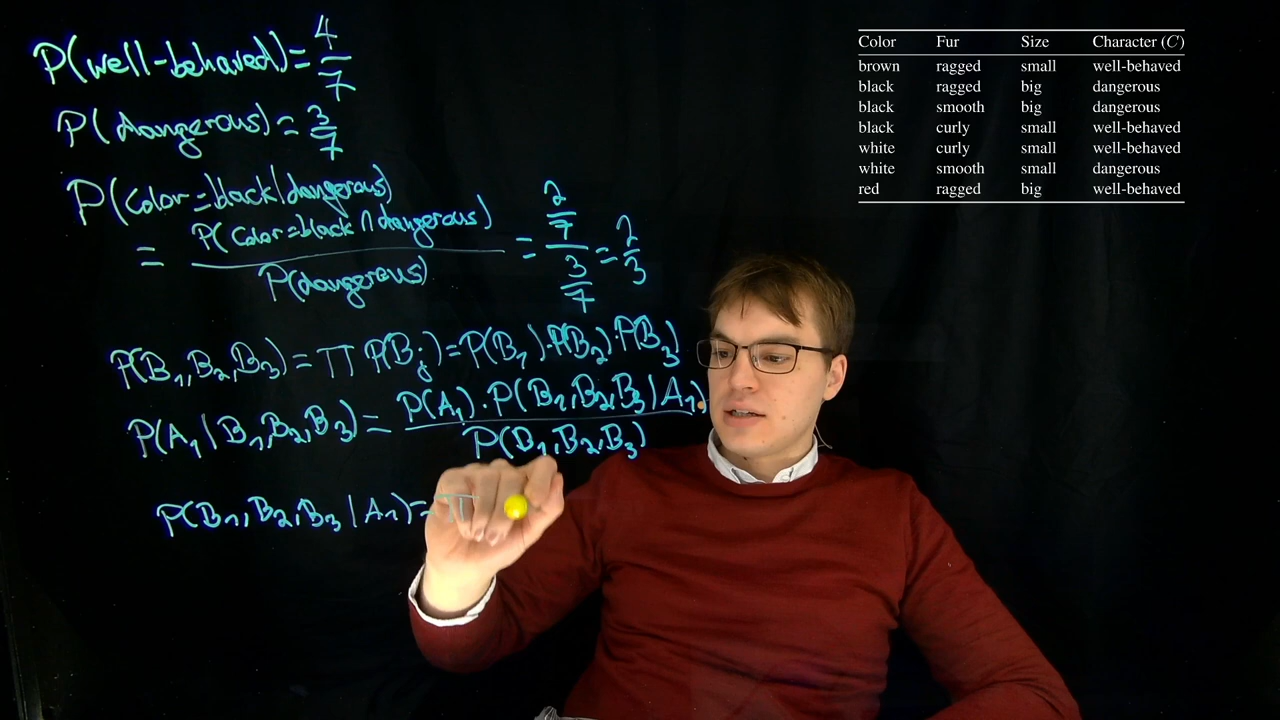 P(well-behaved) = 4/7
P(dangerous) = 3/7
P(Color=black|dangerous)
= P(Color=black ∩ dangerous) / P(dangerous) = 2/7 / 3/7 = 2/3
P(B₁,B₂,B₃) = Π P(Bⱼ) = P(B₁)·P(B₂)·P(B₃)
P(A₁|B₁,B₂,B₃) = P(A₁)·P(B₁,B₂,B₃|A₁) / P(B₁,B₂,B₃)
P(B₁,B₂,B₃|A₁) = Π
Color Fur Size Character (C)
brown ragged small well-behaved
black ragged big dangerous
black smooth big dangerous
black curly small well-behaved
white curly small well-behaved
white smooth small dangerous
red ragged big well-behaved